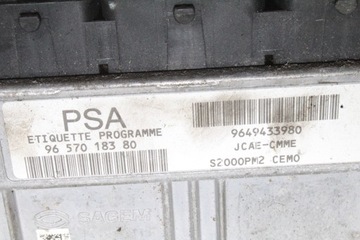 PSA
ETIQUETTE PROGRAMME
96 570 183 80
9649433980
JCAE-CMME
S2000PM2 CEMO
SAGEM